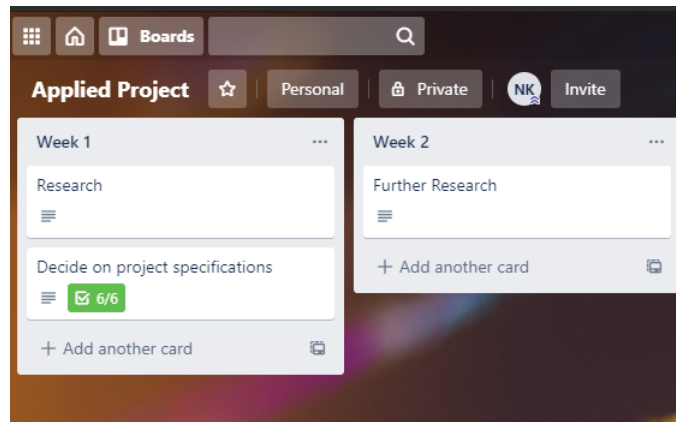 Boards
Applied Project Personal Private NK Invite
Week 1
Research
Decide on project specifications
6/6
+ Add another card
Week 2
Further Research
+ Add another card